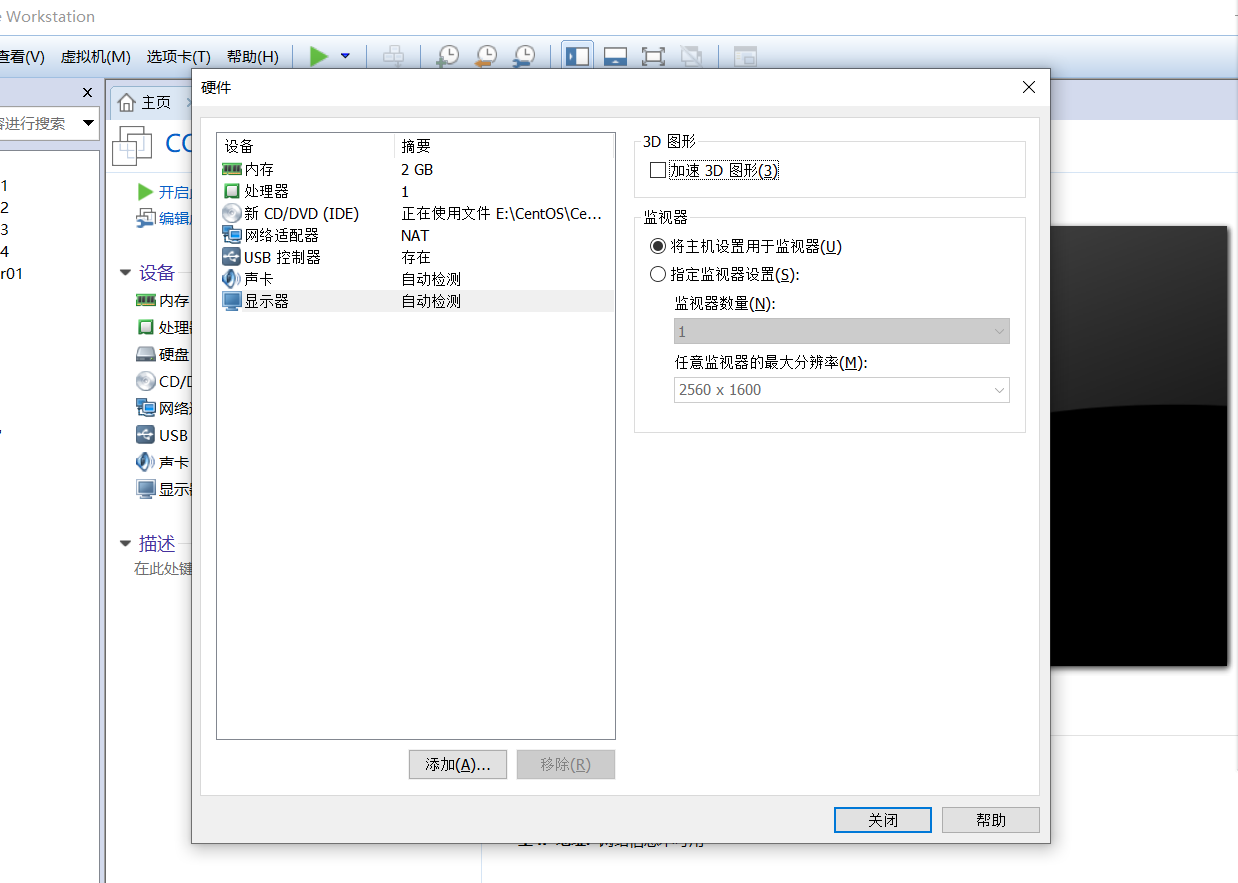 Workstation
查看(V) 虚拟机(M) 选项卡(T) 帮助(H)
硬件
主页
容进行搜索
CC
1
2
3
4
r01
开启
编辑
设备
内存
处理
硬盘
CD/D
网络
USB
声卡
显示
描述
在此处键
设备 摘要
内存 2 GB
处理器 1
新 CD/DVD (IDE) 正在使用文件 E:\CentOS\Ce...
网络适配器 NAT
USB 控制器 存在
声卡 自动检测
显示器 自动检测
添加(A)... 移除(R)
3D 图形
加速 3D 图形(3)
监视器
将主机设置用于监视器(U)
指定监视器设置(S):
监视器数量(N):
1
任意监视器的最大分辨率(M):
2560 x 1600
关闭 帮助